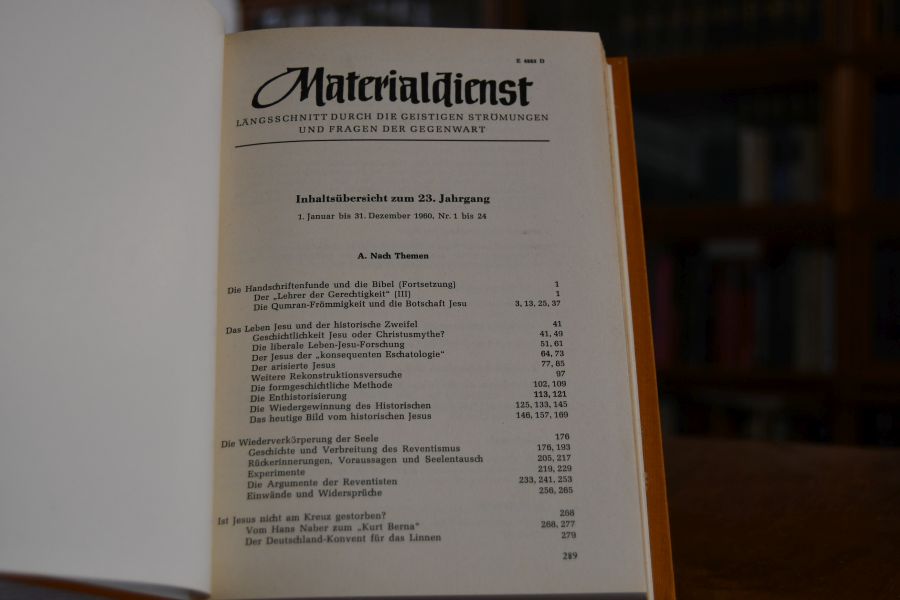 E 4683 D
Materialdienst
LÄNGSSCHNITT DURCH DIE GEISTIGEN STRÖMUNGEN
UND FRAGEN DER GEGENWART
Inhaltsübersicht zum 23. Jahrgang
1. Januar bis 31. Dezember 1960, Nr. 1 bis 24
A. Nach Themen
Die Handschriftenfunde und die Bibel (Fortsetzung) 1
Der „Lehrer der Gerechtigkeit" (III) 1
Die Qumran-Frömmigkeit und die Botschaft Jesu 3, 13, 25, 37
Das Leben Jesu und der historische Zweifel 41
Geschichtlichkeit Jesu oder Christusmythe? 41, 49
Die liberale Leben-Jesu-Forschung 51, 61
Der Jesus der „konsequenten Eschatologie" 64, 73
Der arisierte Jesus 77, 85
Weitere Rekonstruktionsversuche 97
Die formgeschichtliche Methode 102, 109
Die Enthistorisierung 113, 121
Die Wiedergewinnung des Historischen 125, 133, 145
Das heutige Bild vom historischen Jesus 146, 157, 169
Die Wiederverkörperung der Seele 176
Geschichte und Verbreitung des Reventismus 176, 193
Rückerinnerungen, Voraussagen und Seelentausch 205, 217
Experimente 219, 229
Die Argumente der Reventisten 233, 241, 253
Einwände und Widersprüche 256, 265
Ist Jesus nicht am Kreuz gestorben? 268
Vom Hans Naber zum „Kurt Berna" 268, 277
Der Deutschland-Konvent für das Linnen 279
289